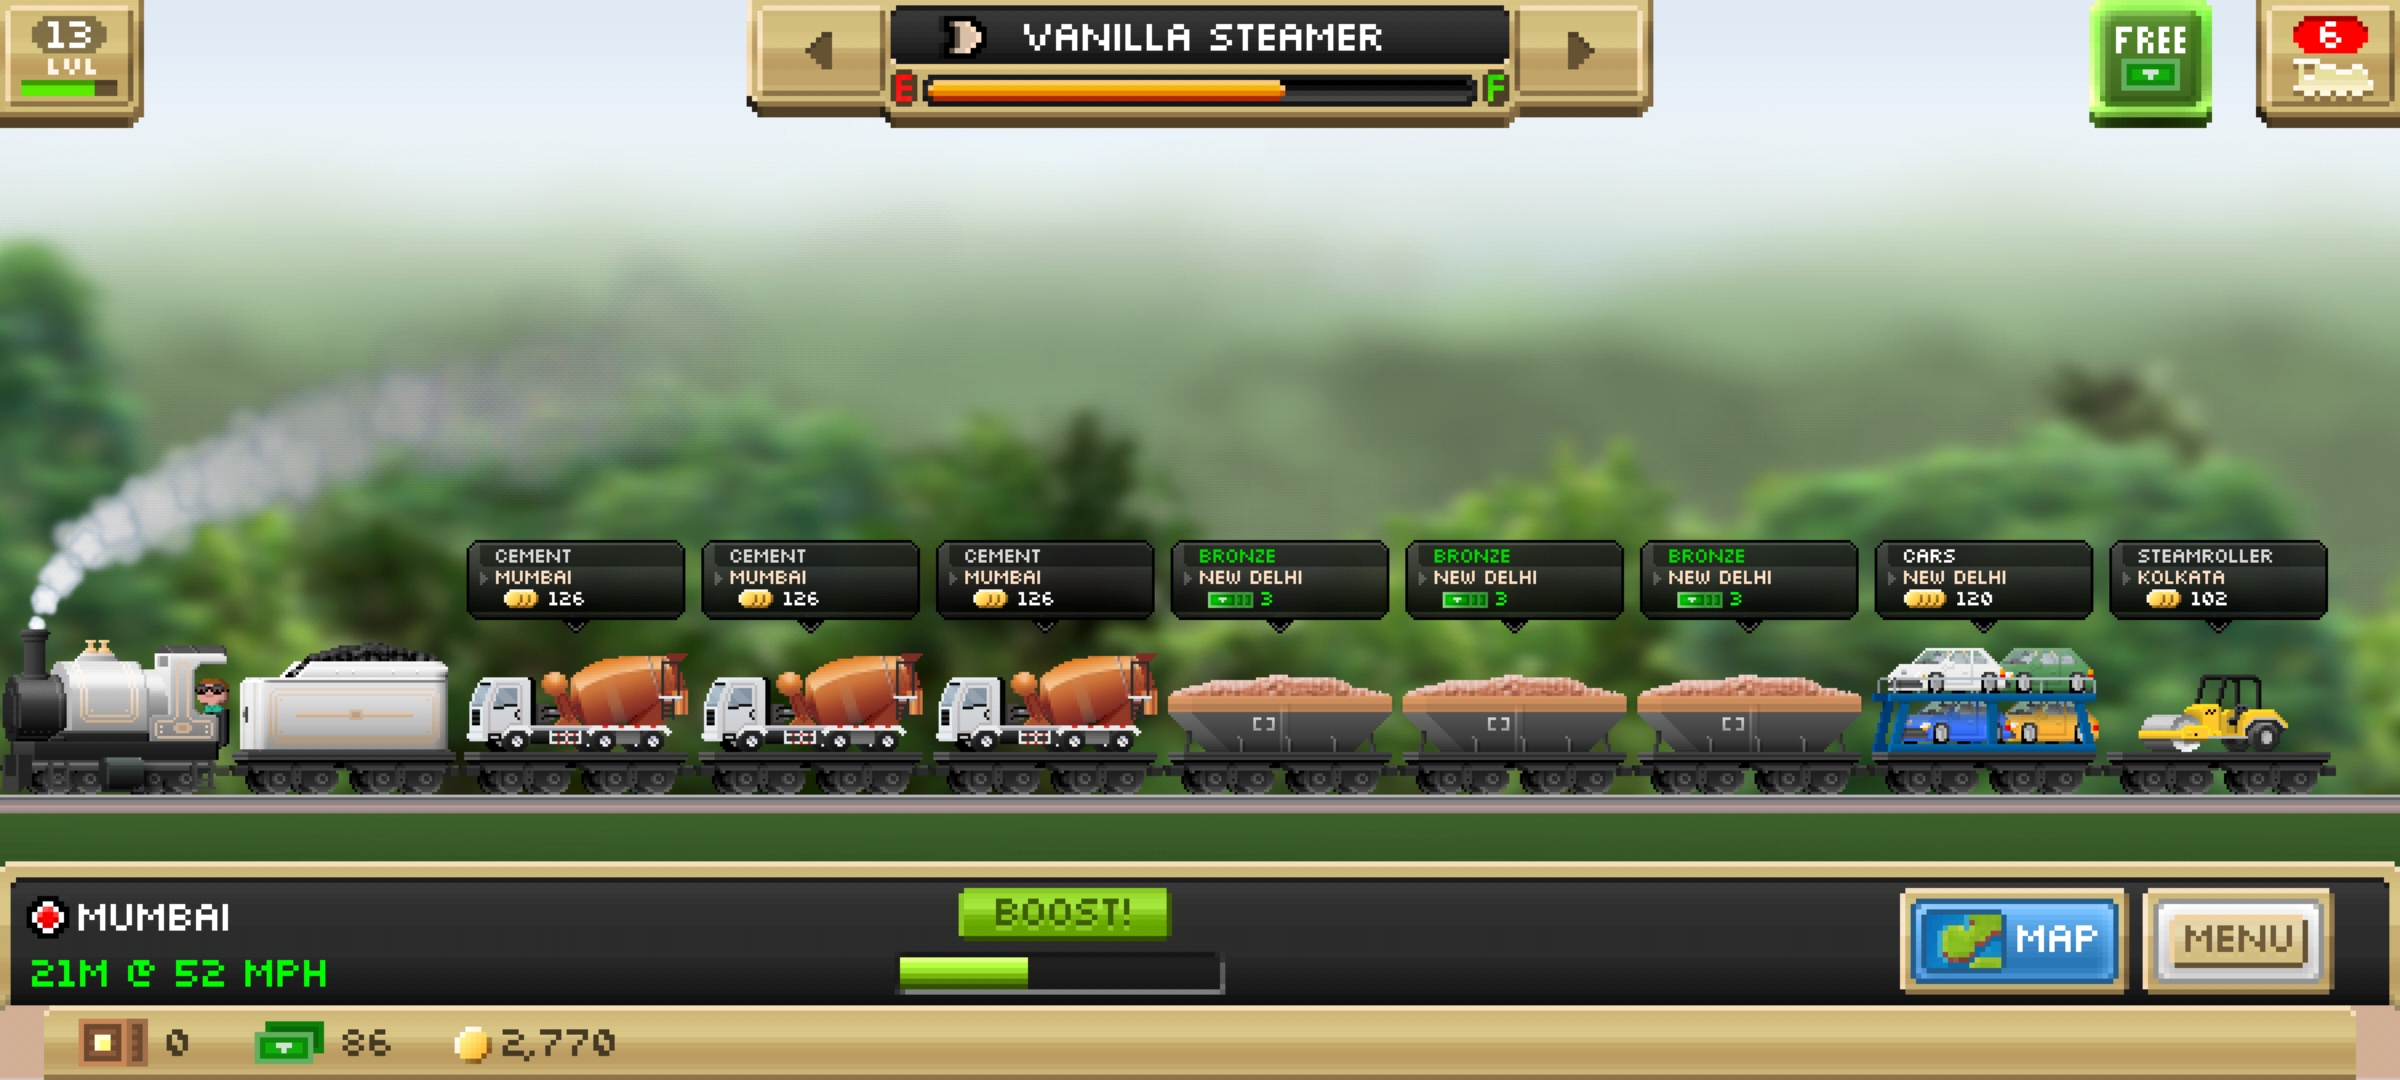 13
LVL
VANILLA STEAMER
E F
FREE
6
CEMENT
MUMBAI
126
CEMENT
MUMBAI
126
CEMENT
MUMBAI
126
BRONZE
NEW DELHI
3
BRONZE
NEW DELHI
3
BRONZE
NEW DELHI
3
CARS
NEW DELHI
120
STEAMROLLER
KOLKATA
102
MUMBAI
21M @ 52 MPH
BOOST!
MAP
MENU
0
86
2,770